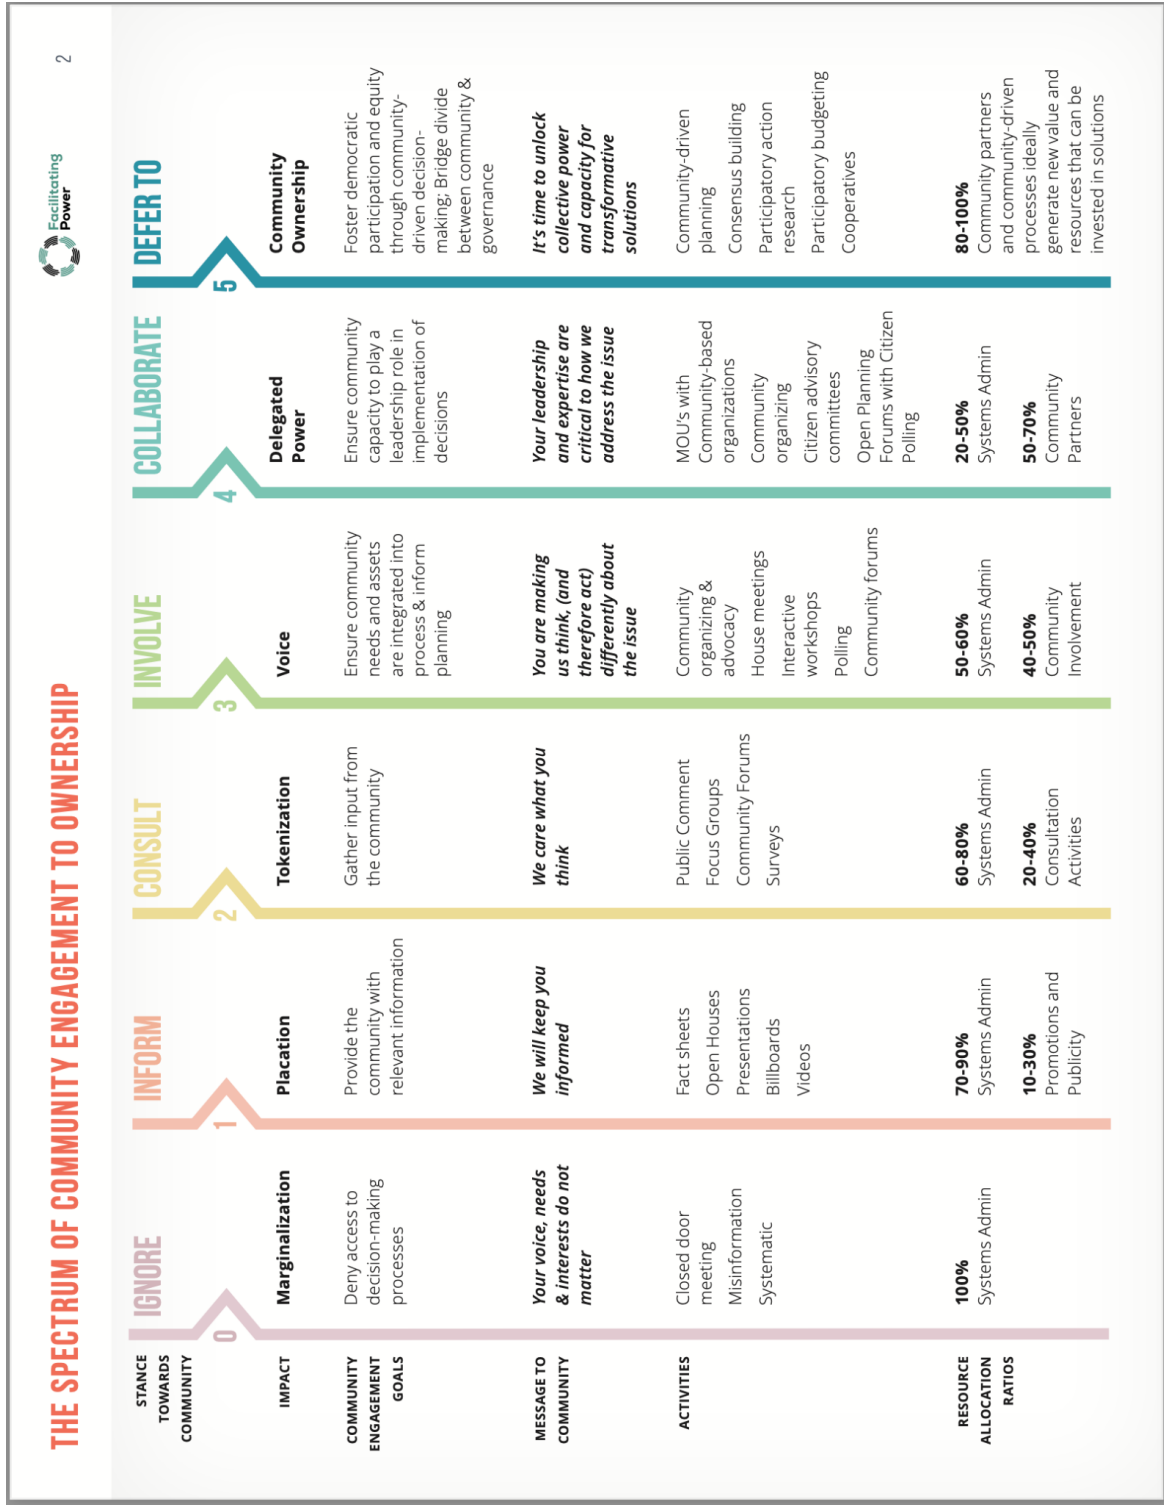 THE SPECTRUM OF COMMUNITY ENGAGEMENT TO OWNERSHIP
Facilitating
Power
2
STANCE
TOWARDS
COMMUNITY
IGNORE
0
INFORM
1
CONSULT
2
INVOLVE
3
COLLABORATE
4
DEFER TO
5
IMPACT
Marginalization
Placation
Tokenization
Voice
Delegated
Power
Community
Ownership
COMMUNITY
ENGAGEMENT
GOALS
Deny access to
decision-making
processes
Provide the
community with
relevant information
Gather input from
the community
Ensure community
needs and assets
are integrated into
process & inform
planning
Ensure community
capacity to play a
leadership role in
implementation of
decisions
Foster democratic
participation and equity
through community-
driven decision-
making; Bridge divide
between community &
governance
MESSAGE TO
COMMUNITY
Your voice, needs
& interests do not
matter
We will keep you
informed
We care what you
think
You are making
us think, (and
therefore act)
differently about
the issue
Your leadership
and expertise are
critical to how we
address the issue
It's time to unlock
collective power
and capacity for
transformative
solutions
ACTIVITIES
Closed door
meeting
Misinformation
Systematic
Fact sheets
Open Houses
Presentations
Billboards
Videos
Public Comment
Focus Groups
Community Forums
Surveys
Community
organizing &
advocacy
House meetings
Interactive
workshops
Polling
Community forums
MOU's with
Community-based
organizations
Community
organizing
Citizen advisory
committees
Open Planning
Forums with Citizen
Polling
Community-driven
planning
Consensus building
Participatory action
research
Participatory budgeting
Cooperatives
RESOURCE
ALLOCATION
RATIOS
100%
Systems Admin
70-90%
Systems Admin
10-30%
Promotions and
Publicity
60-80%
Systems Admin
20-40%
Consultation
Activities
50-60%
Systems Admin
40-50%
Community
Involvement
20-50%
Systems Admin
50-70%
Community
Partners
80-100%
Community partners
and community-driven
processes ideally
generate new value and
resources that can be
invested in solutions